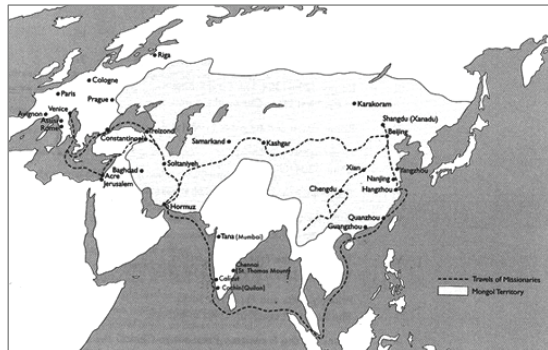 Riga
Cologne
Paris
Prague
Venice
Avignon
Assisi
Rome
Constantinople
Trebizond
Karakoram
Shangdu (Xanadu)
Beijing
Samarkand
Kashgar
Soltaniyeh
Xian
Yangzhou
Baghdad
Acre
Jerusalem
Nanjing
Chengdu
Hangzhou
Hormuz
Quanzhou
Guangzhou
Tana (Mumbai)
Chennai
(St. Thomas Mount)
Calicut
Cochin (Quilon)
Travels of Missionaries
Mongol Territory